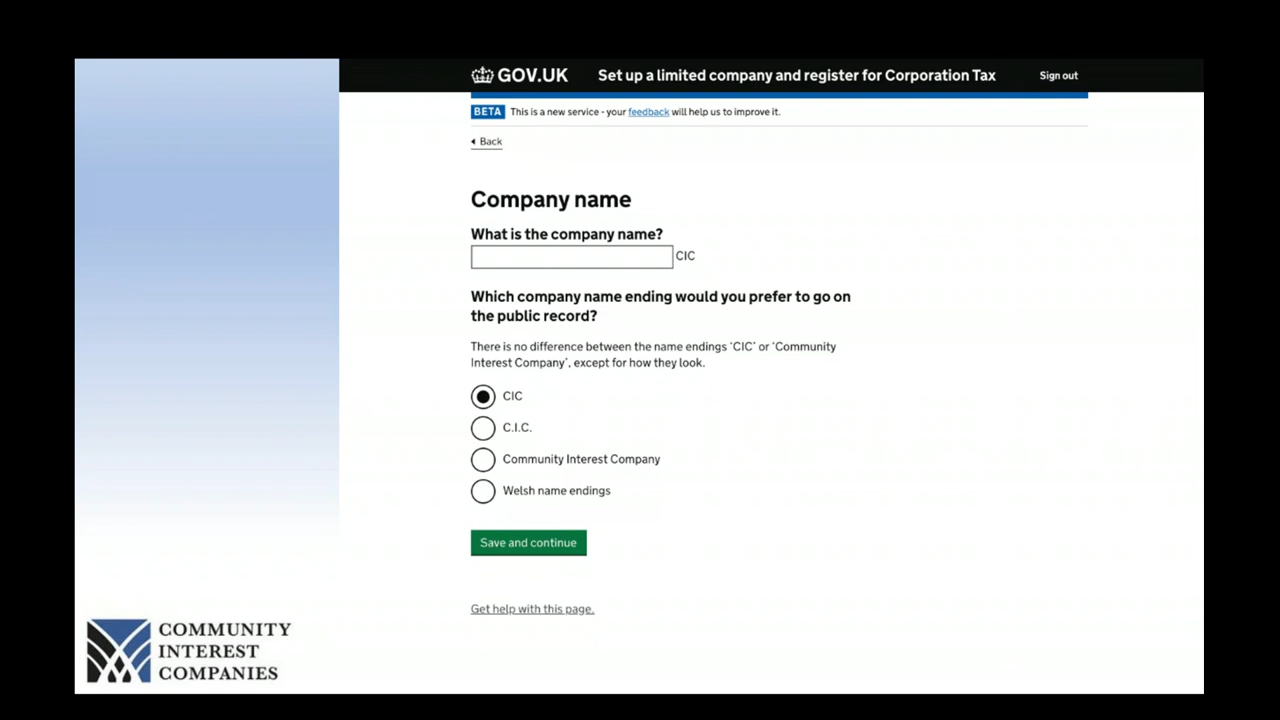 GOV.UK Set up a limited company and register for Corporation Tax Sign out
BETA This is a new service - your feedback will help us to improve it.
Back
Company name
What is the company name?
CIC
Which company name ending would you prefer to go on
the public record?
There is no difference between the name endings 'CIC' or 'Community
Interest Company', except for how they look.
CIC
C.I.C.
Community Interest Company
Welsh name endings
Save and continue
Get help with this page.
COMMUNITY
INTEREST
COMPANIES